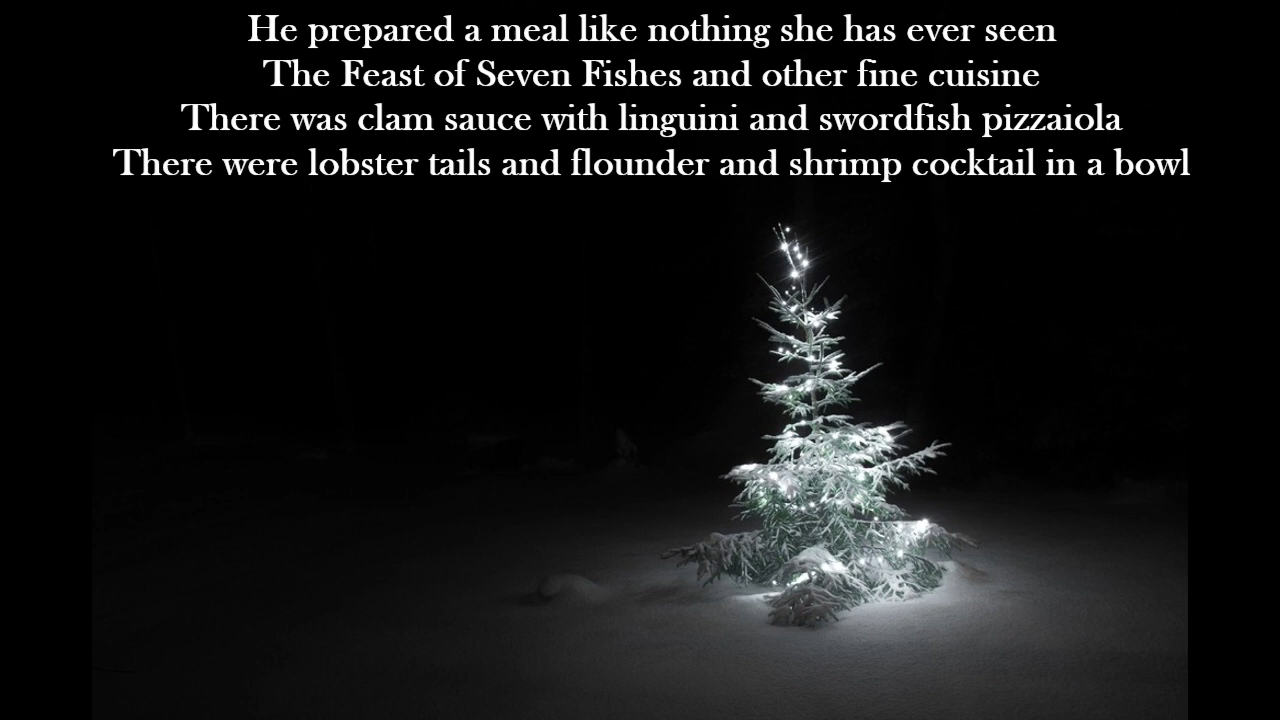 He prepared a meal like nothing she has ever seen
The Feast of Seven Fishes and other fine cuisine
There was clam sauce with linguini and swordfish pizzaiola
There were lobster tails and flounder and shrimp cocktail in a bowl